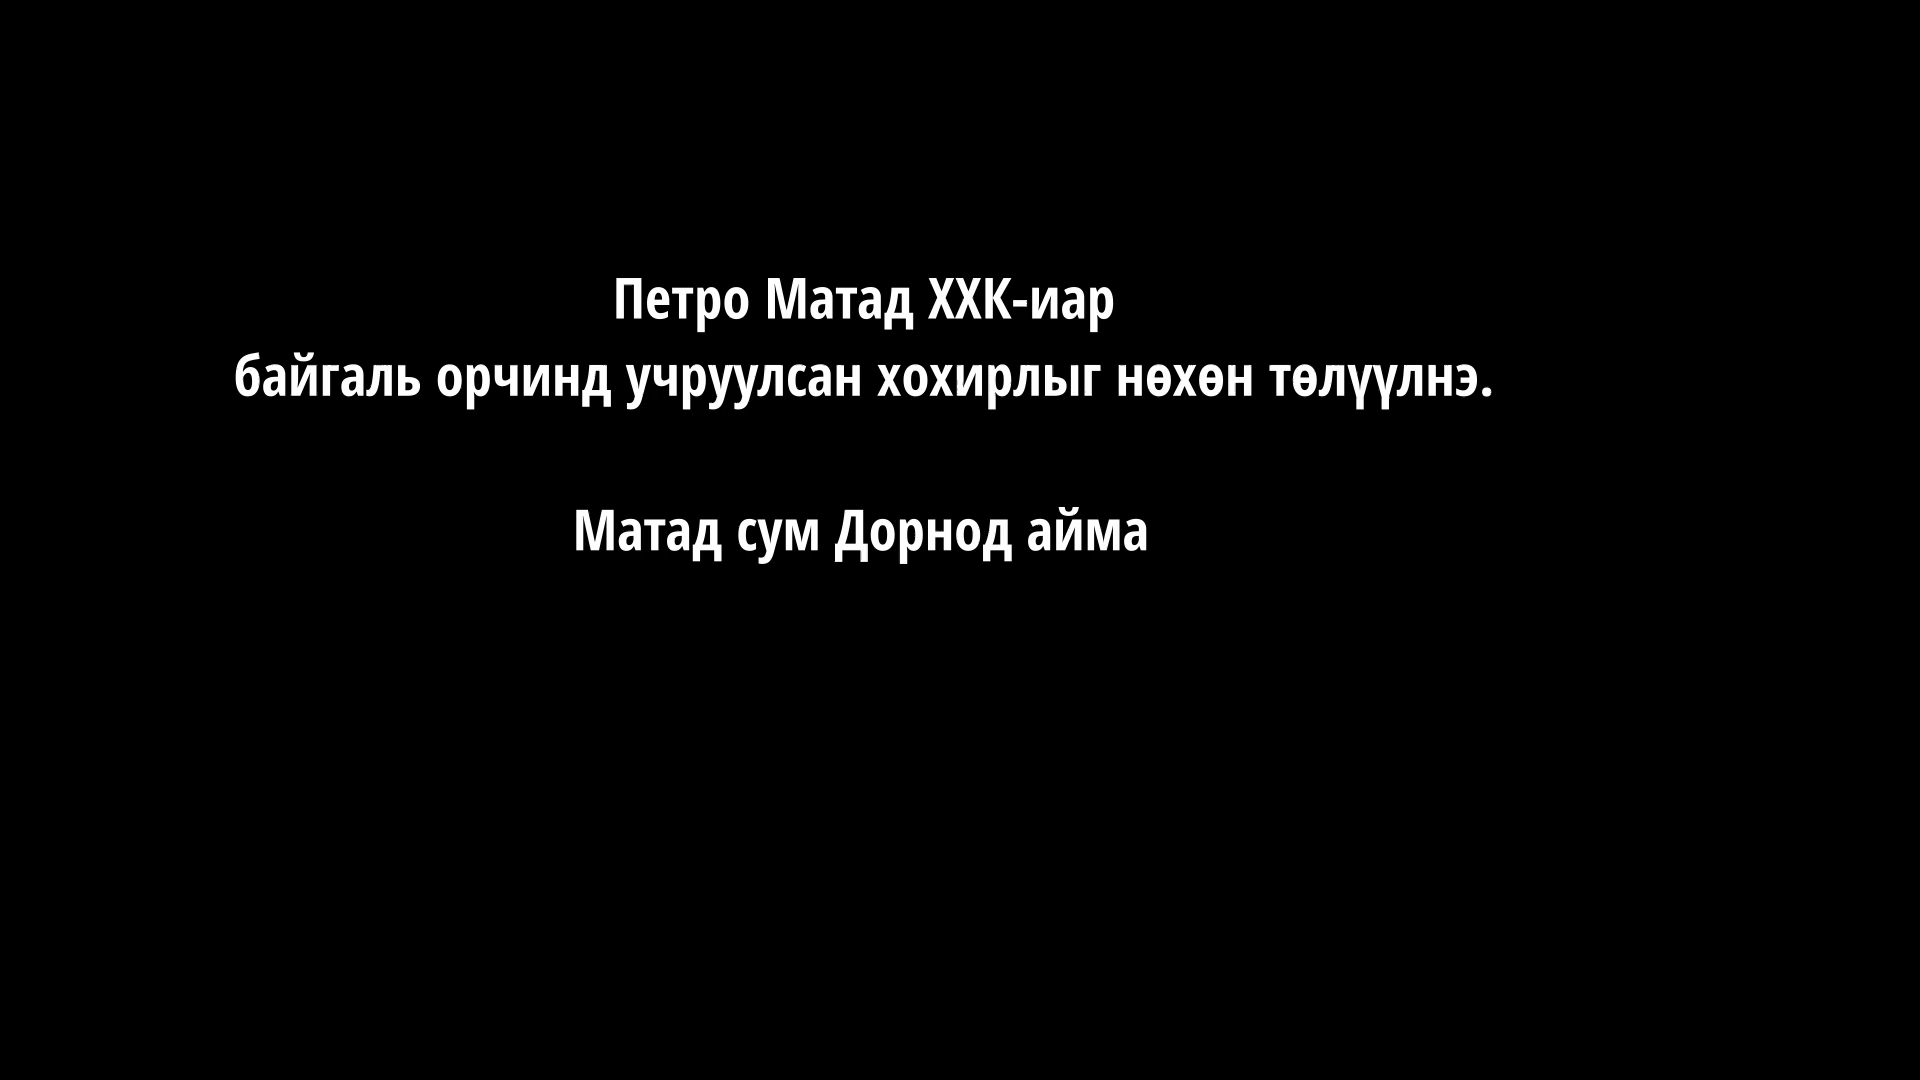 Петро Матад ХХК-иар
байгаль орчинд учруулсан хохирлыг нөхөн төлүүлнэ.
Матад сум Дорнод айма